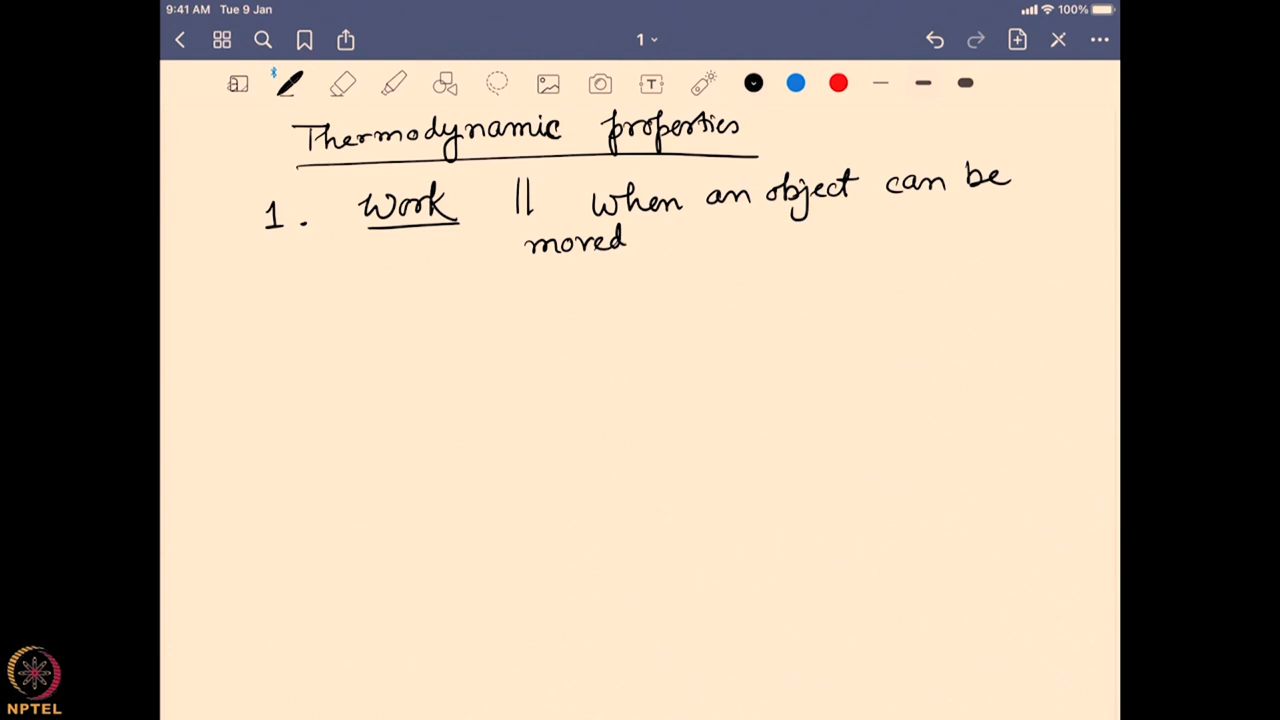 9:41 AM Tue 9 Jan
100%
1
T
Thermodynamic properties
1. Work || when an object can be
moved
NPTEL